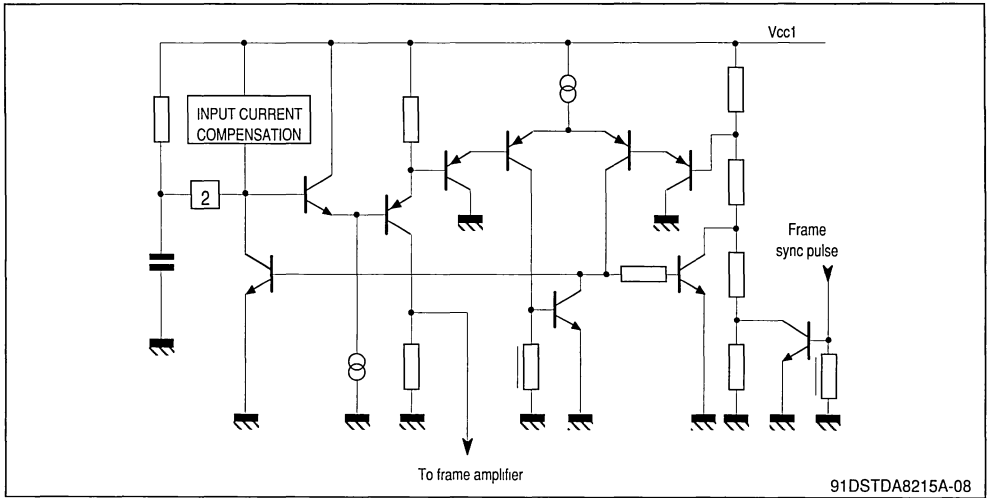 Vcc1
INPUT CURRENT
COMPENSATION
2
Frame
sync pulse
To frame amplifier
91DSTDA8215A-08